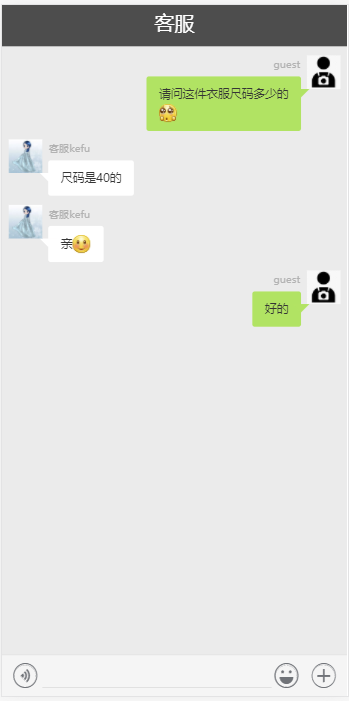 客服
guest
请问这件衣服尺码多少的
客服kefu
尺码是40的
客服kefu
亲
guest
好的